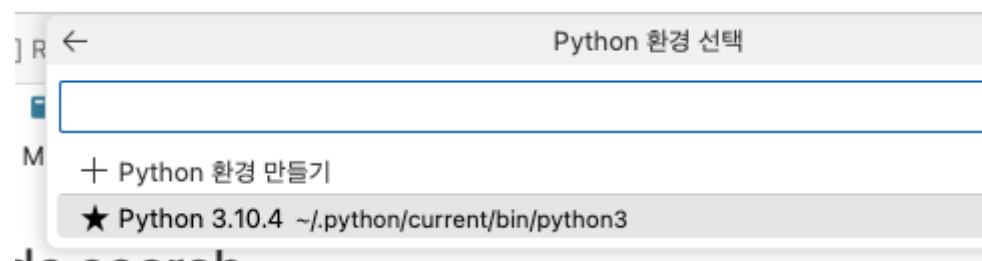 ] R
← Python 환경 선택
M
+ Python 환경 만들기
★ Python 3.10.4 ~/.python/current/bin/python3